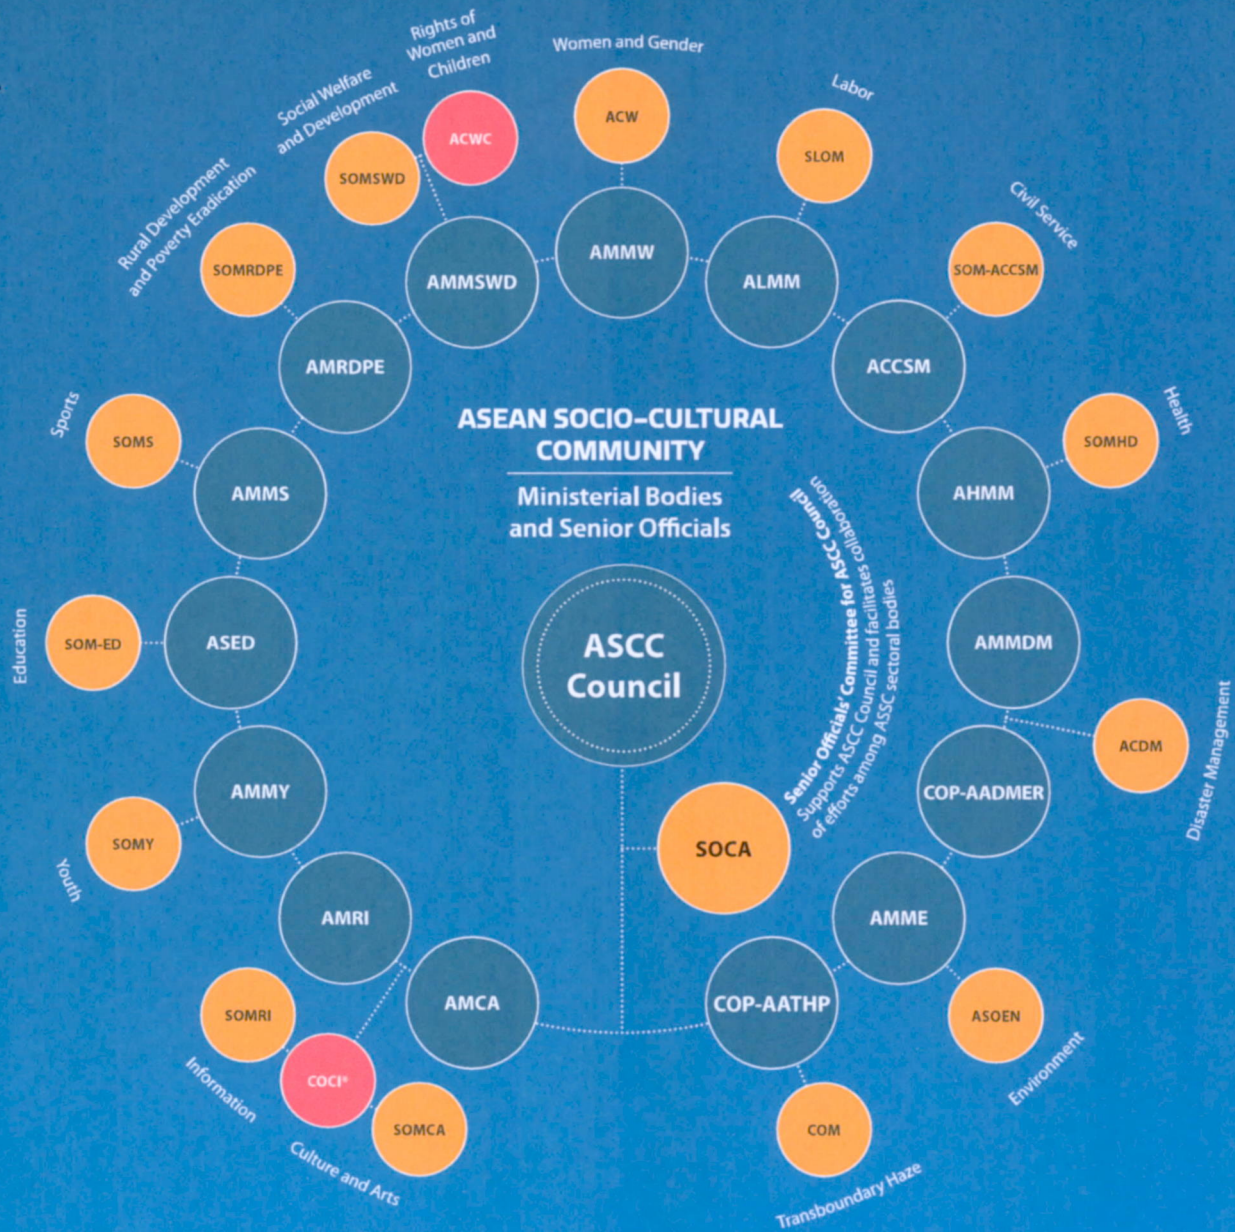 ASEAN SOCIO–CULTURAL
COMMUNITY
Ministerial Bodies
and Senior Officials
ASCC
Council
SOCA
Senior Officials' Committee for ASCC Council
Supports ASCC Council and facilitates collaboration
of efforts among ASSC sectoral bodies
Rights of
Women and
Children
ACWC
Women and Gender
ACW
AMMW
Labor
SLOM
ALMM
Civil Service
SOM-ACCSM
ACCSM
Health
SOMHD
AHMM
AMMDM
Disaster Management
ACDM
COP-AADMER
AMME
ASOEN
Environment
COP-AATHP
COM
Transboundary Haze
AMCA
SOMCA
Culture and Arts
COCI*
AMRI
SOMRI
Information
AMMY
SOMY
Youth
ASED
SOM-ED
Education
AMMS
SOMS
Sports
AMRDPE
SOMRDPE
Rural Development
and Poverty Eradication
AMMSWD
SOMSWD
Social Welfare
and Development